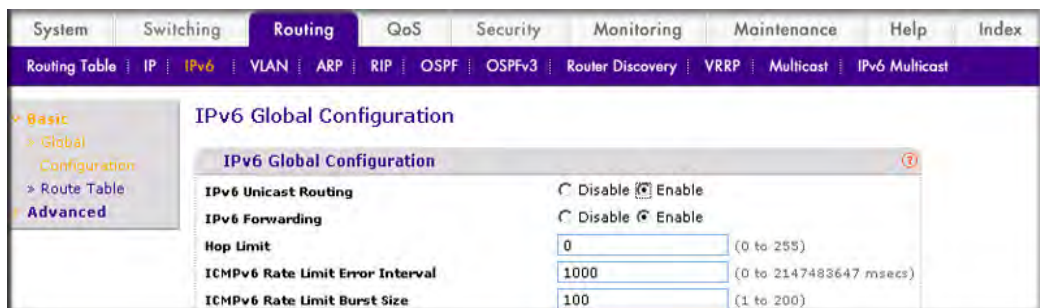 System Switching Routing QoS Security Monitoring Maintenance Help Index
Routing Table IP IPv6 VLAN ARP RIP OSPF OSPFv3 Router Discovery VRRP Multicast IPv6 Multicast
Basic
» Global
Configuration
» Route Table
Advanced
IPv6 Global Configuration
IPv6 Global Configuration
IPv6 Unicast Routing Disable Enable
IPv6 Forwarding Disable Enable
Hop Limit 0 (0 to 255)
ICMPv6 Rate Limit Error Interval 1000 (0 to 2147483647 msecs)
ICMPv6 Rate Limit Burst Size 100 (1 to 200)